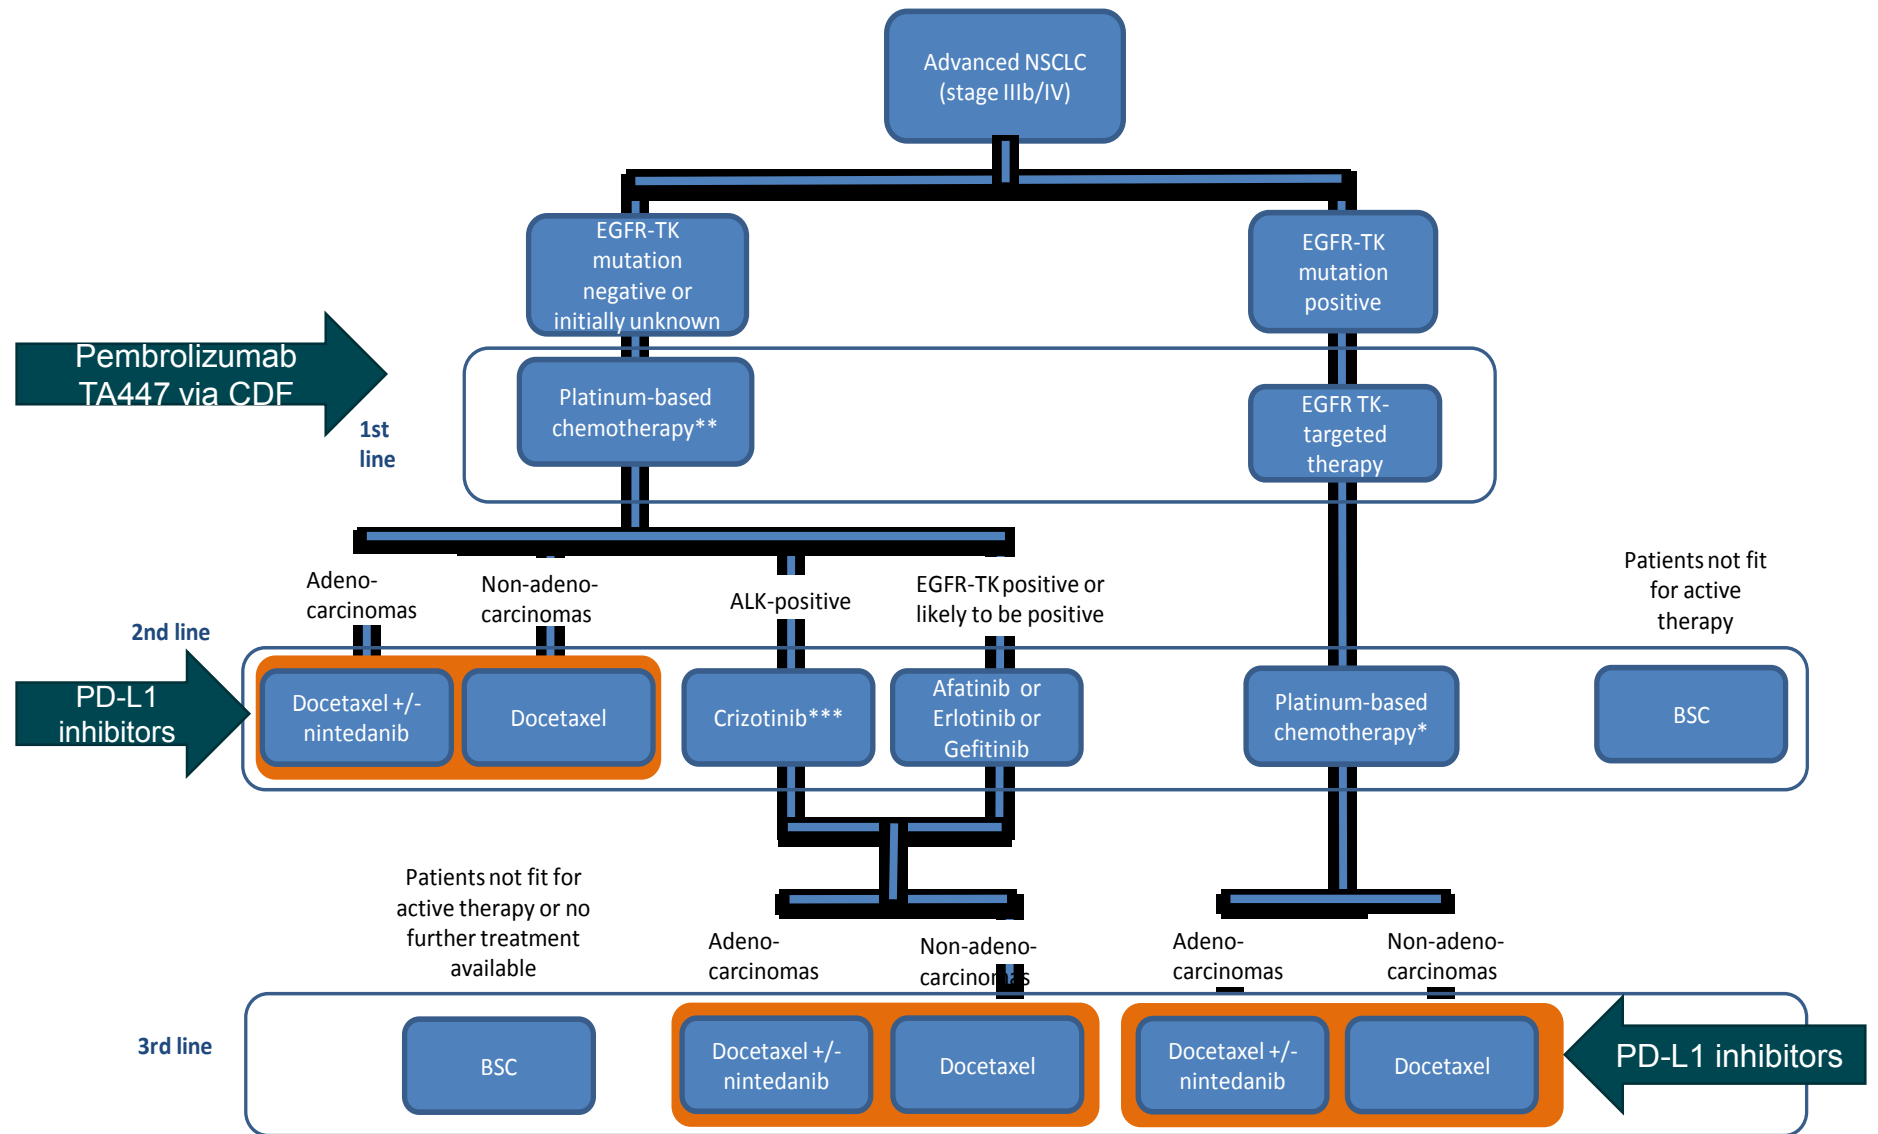 Advanced NSCLC
(stage IIIb/IV)
EGFR-TK
mutation
negative or
initially unknown
EGFR-TK
mutation
positive
Pembrolizumab
TA447 via CDF
1st
line
Platinum-based
chemotherapy**
EGFR TK-
targeted
therapy
Adeno-
carcinomas
Non-adeno-
carcinomas
ALK-positive
EGFR-TK positive or
likely to be positive
Patients not fit
for active
therapy
2nd line
PD-L1
inhibitors
Docetaxel +/-
nintedanib
Docetaxel
Crizotinib***
Afatinib or
Erlotinib or
Gefitinib
Platinum-based
chemotherapy*
BSC
Patients not fit for
active therapy or no
further treatment
available
Adeno-
carcinomas
Non-adeno-
carcinomas
Adeno-
carcinomas
Non-adeno-
carcinomas
3rd line
BSC
Docetaxel +/-
nintedanib
Docetaxel
Docetaxel +/-
nintedanib
Docetaxel
PD-L1 inhibitors